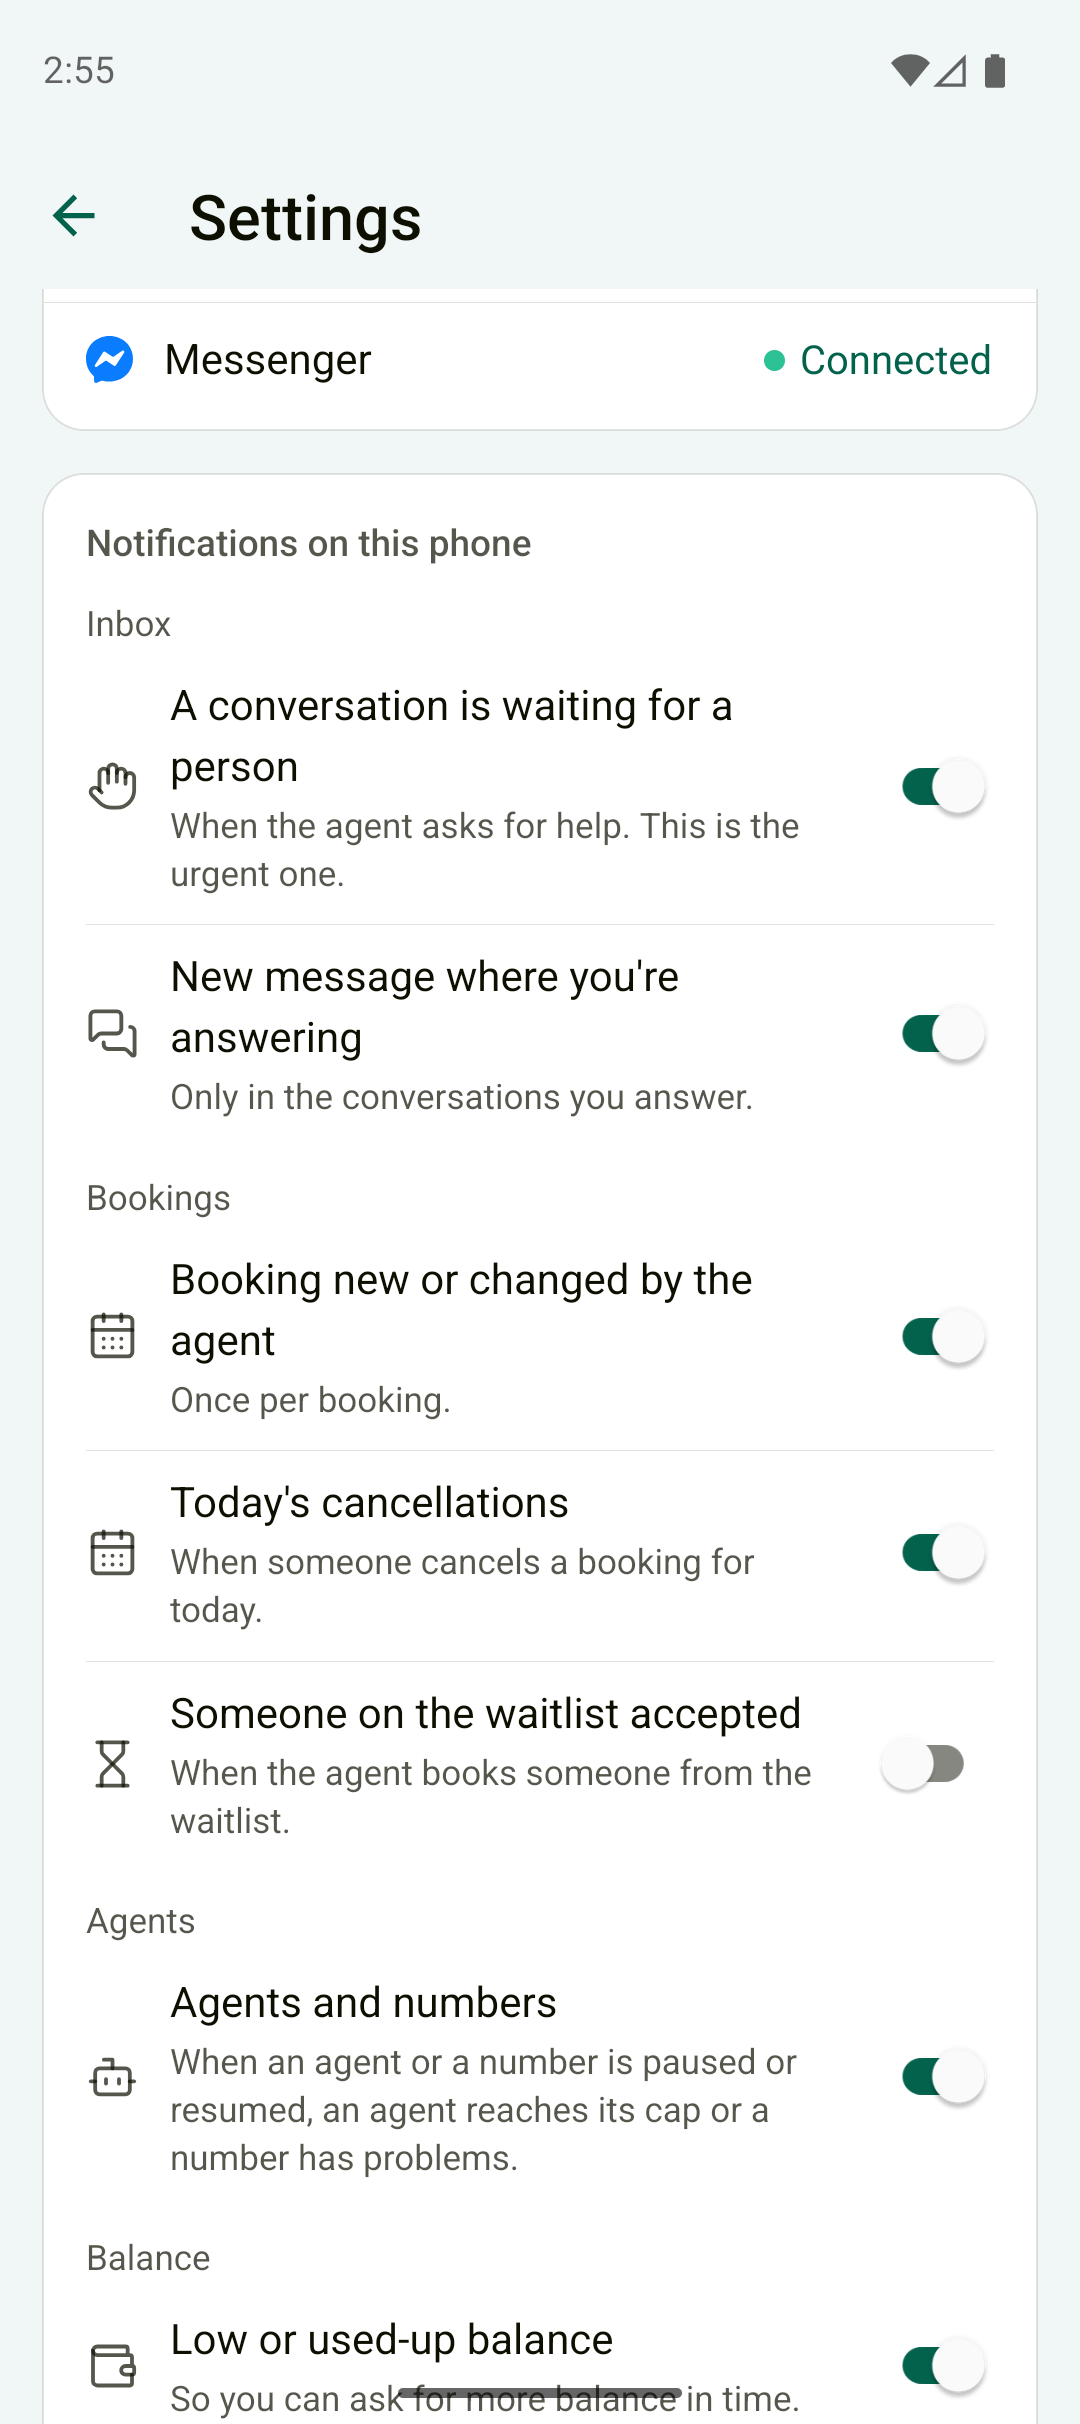 2:55
Settings
Messenger
Connected
Notifications on this phone
Inbox
A conversation is waiting for a
person
When the agent asks for help. This is the
urgent one.
New message where you're
answering
Only in the conversations you answer.
Bookings
Booking new or changed by the
agent
Once per booking.
Today's cancellations
When someone cancels a booking for
today.
Someone on the waitlist accepted
When the agent books someone from the
waitlist.
Agents
Agents and numbers
When an agent or a number is paused or
resumed, an agent reaches its cap or a
number has problems.
Balance
Low or used-up balance
So you can ask for more balance in time.